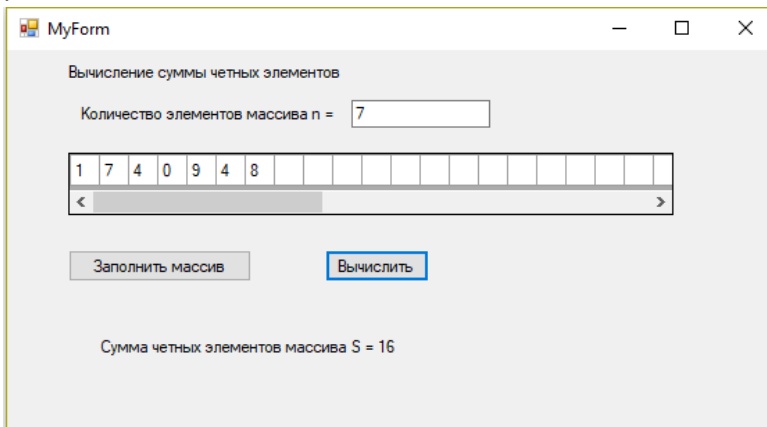 MyForm
Вычисление суммы четных элементов
Количество элементов массива n = 7
1 7 4 0 9 4 8
Заполнить массив Вычислить
Сумма четных элементов массива S = 16